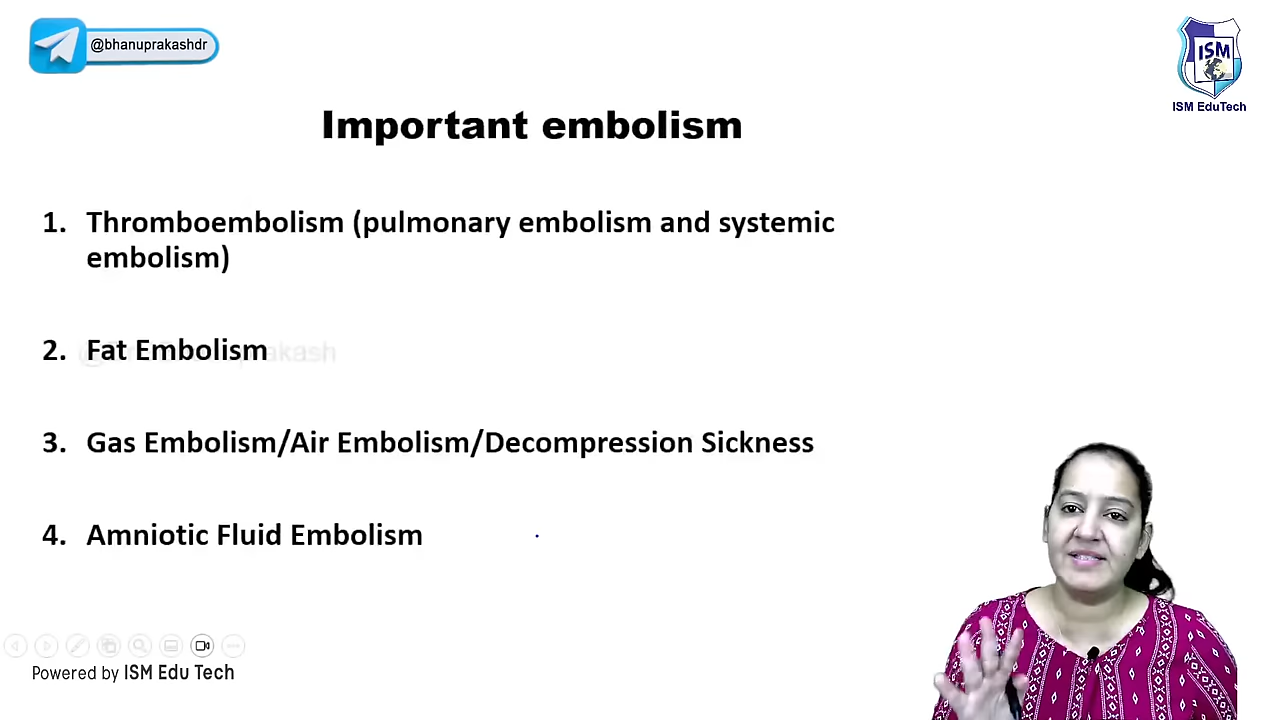 @bhanuprakashdr
ISM
ISM EduTech
Important embolism
1. Thromboembolism (pulmonary embolism and systemic
embolism)
2. Fat Embolism
3. Gas Embolism/Air Embolism/Decompression Sickness
4. Amniotic Fluid Embolism
Powered by ISM Edu Tech